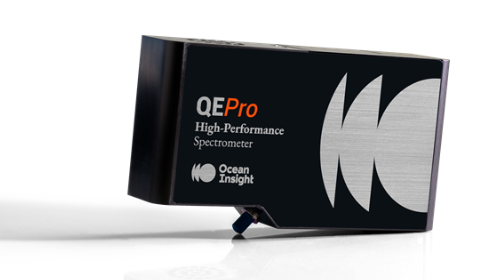 QEPro
High-Performance
Spectrometer
Ocean
Insight